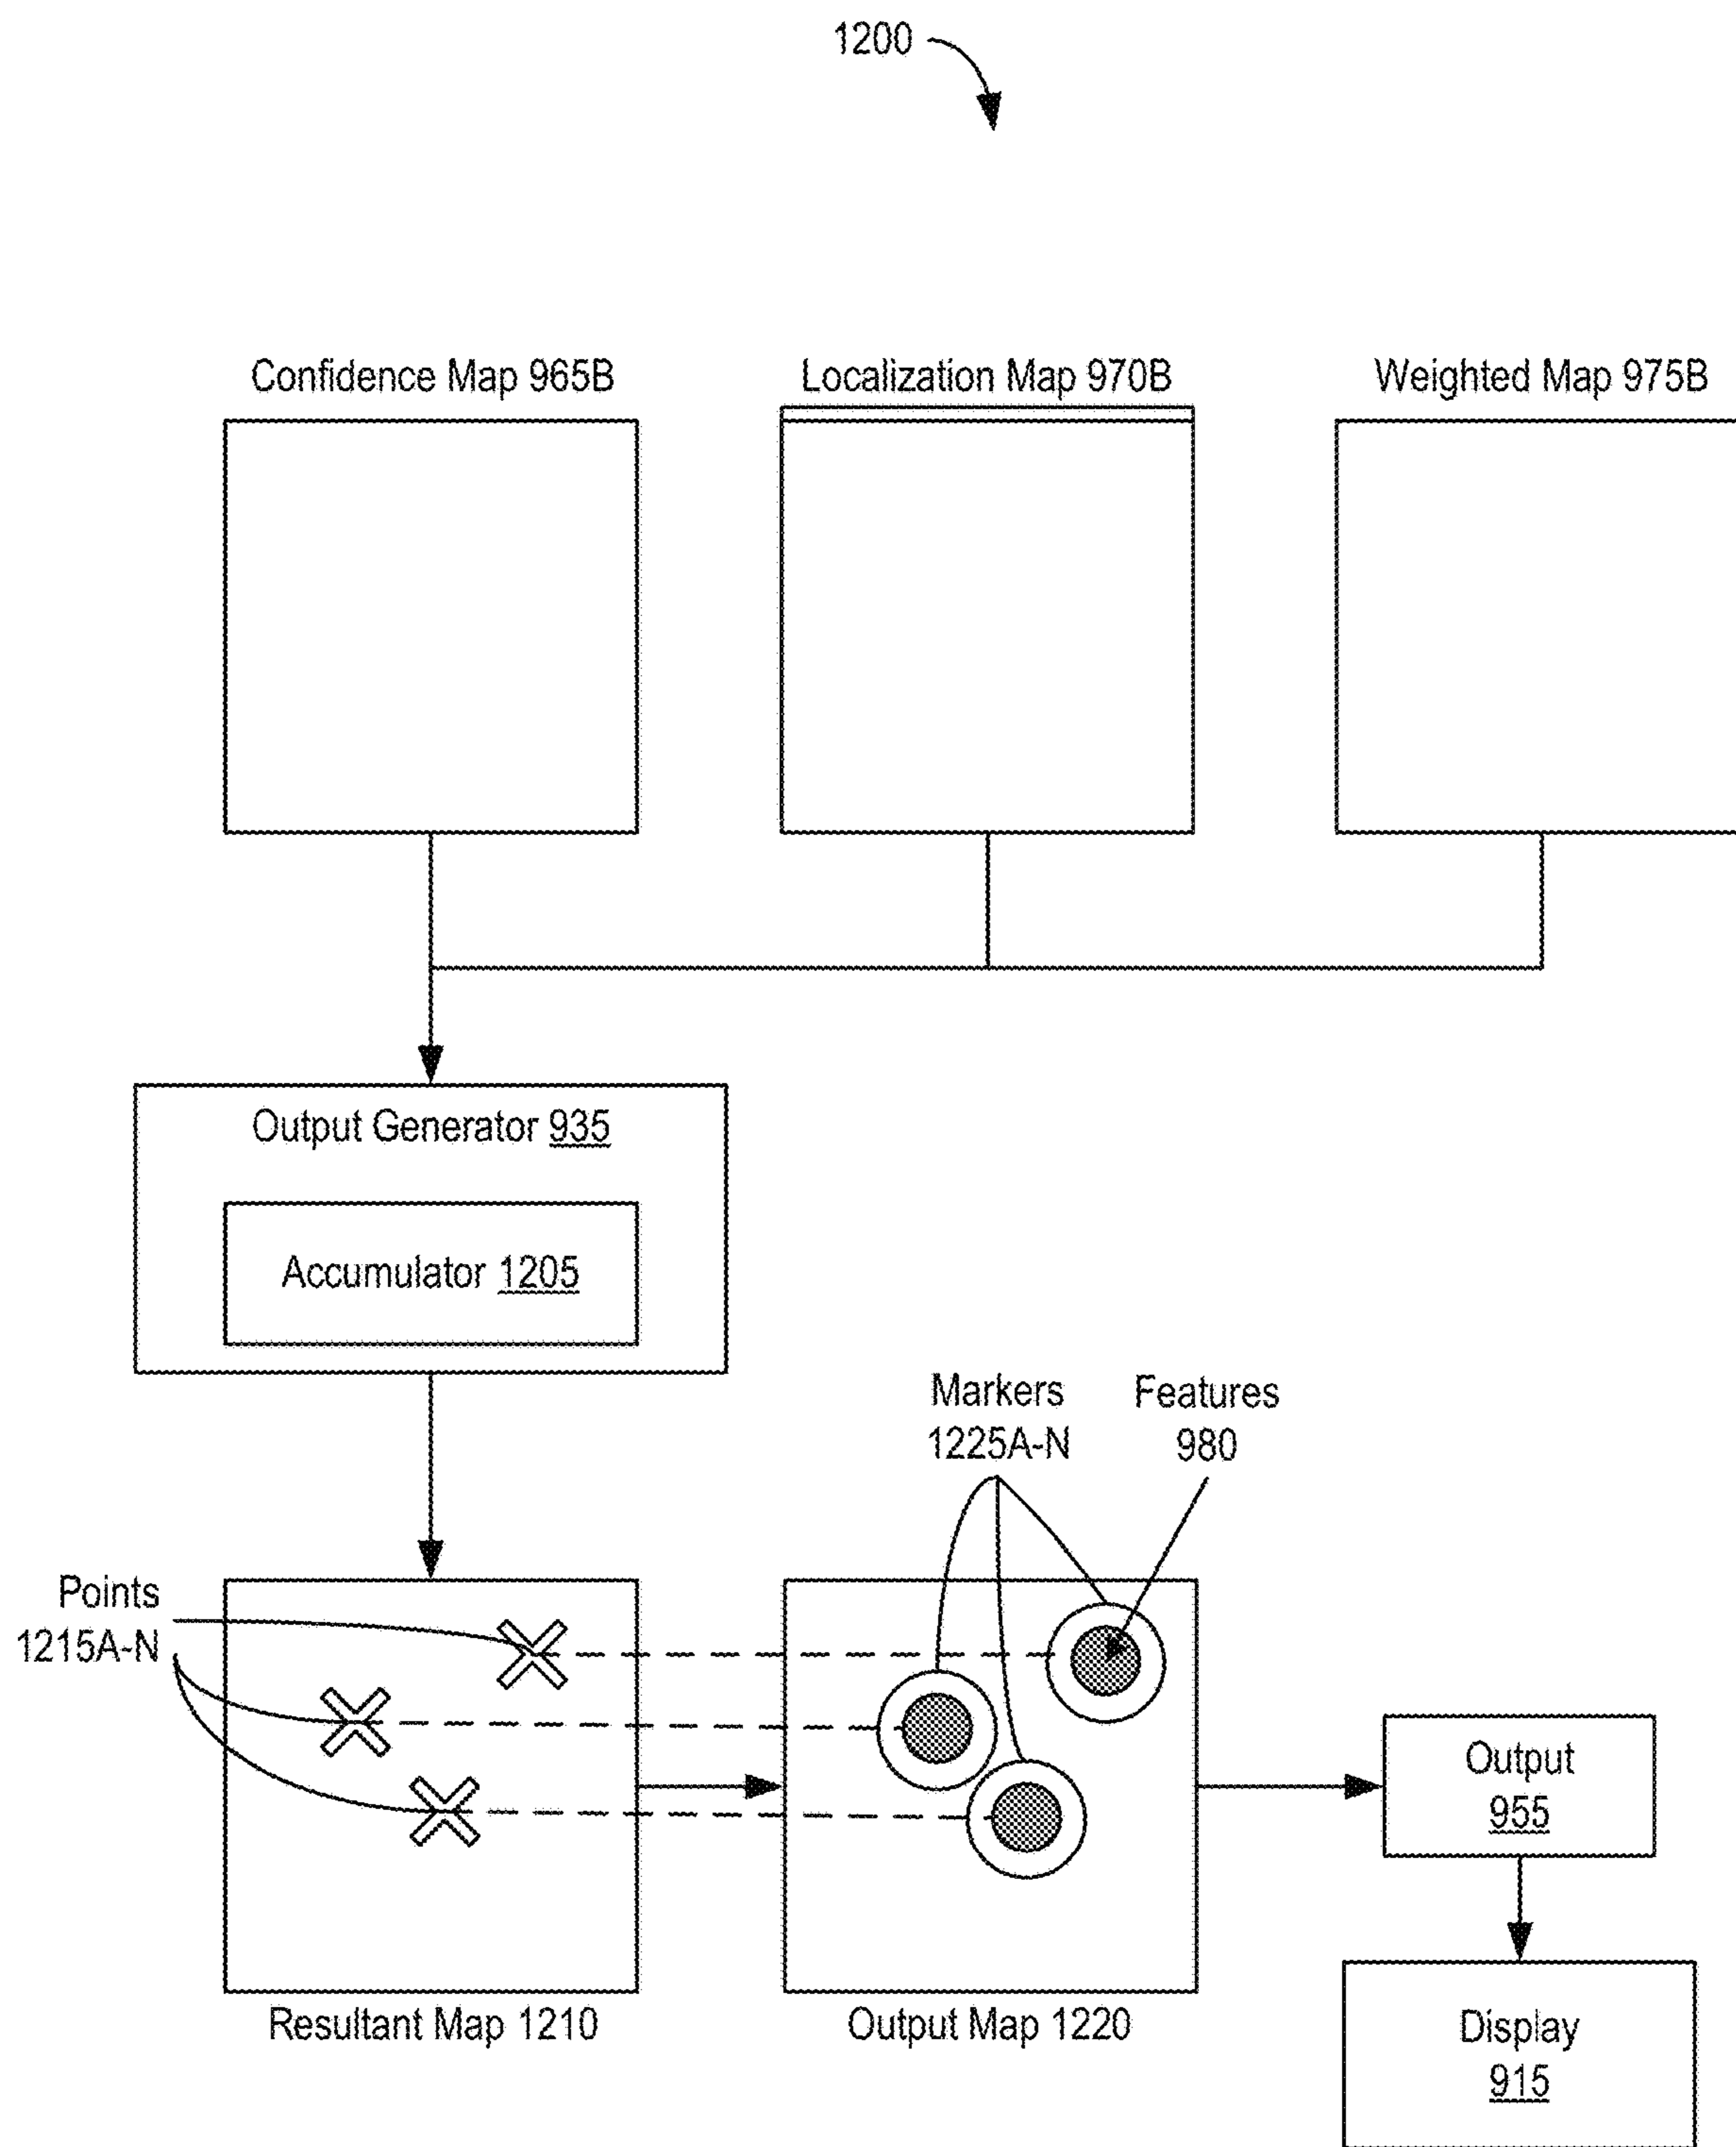 1200
Confidence Map 965B
Localization Map 970B
Weighted Map 975B
Output Generator 935
Accumulator 1205
Markers
1225A-N
Features
980
Points
1215A-N
Output
955
Resultant Map 1210
Output Map 1220
Display
915